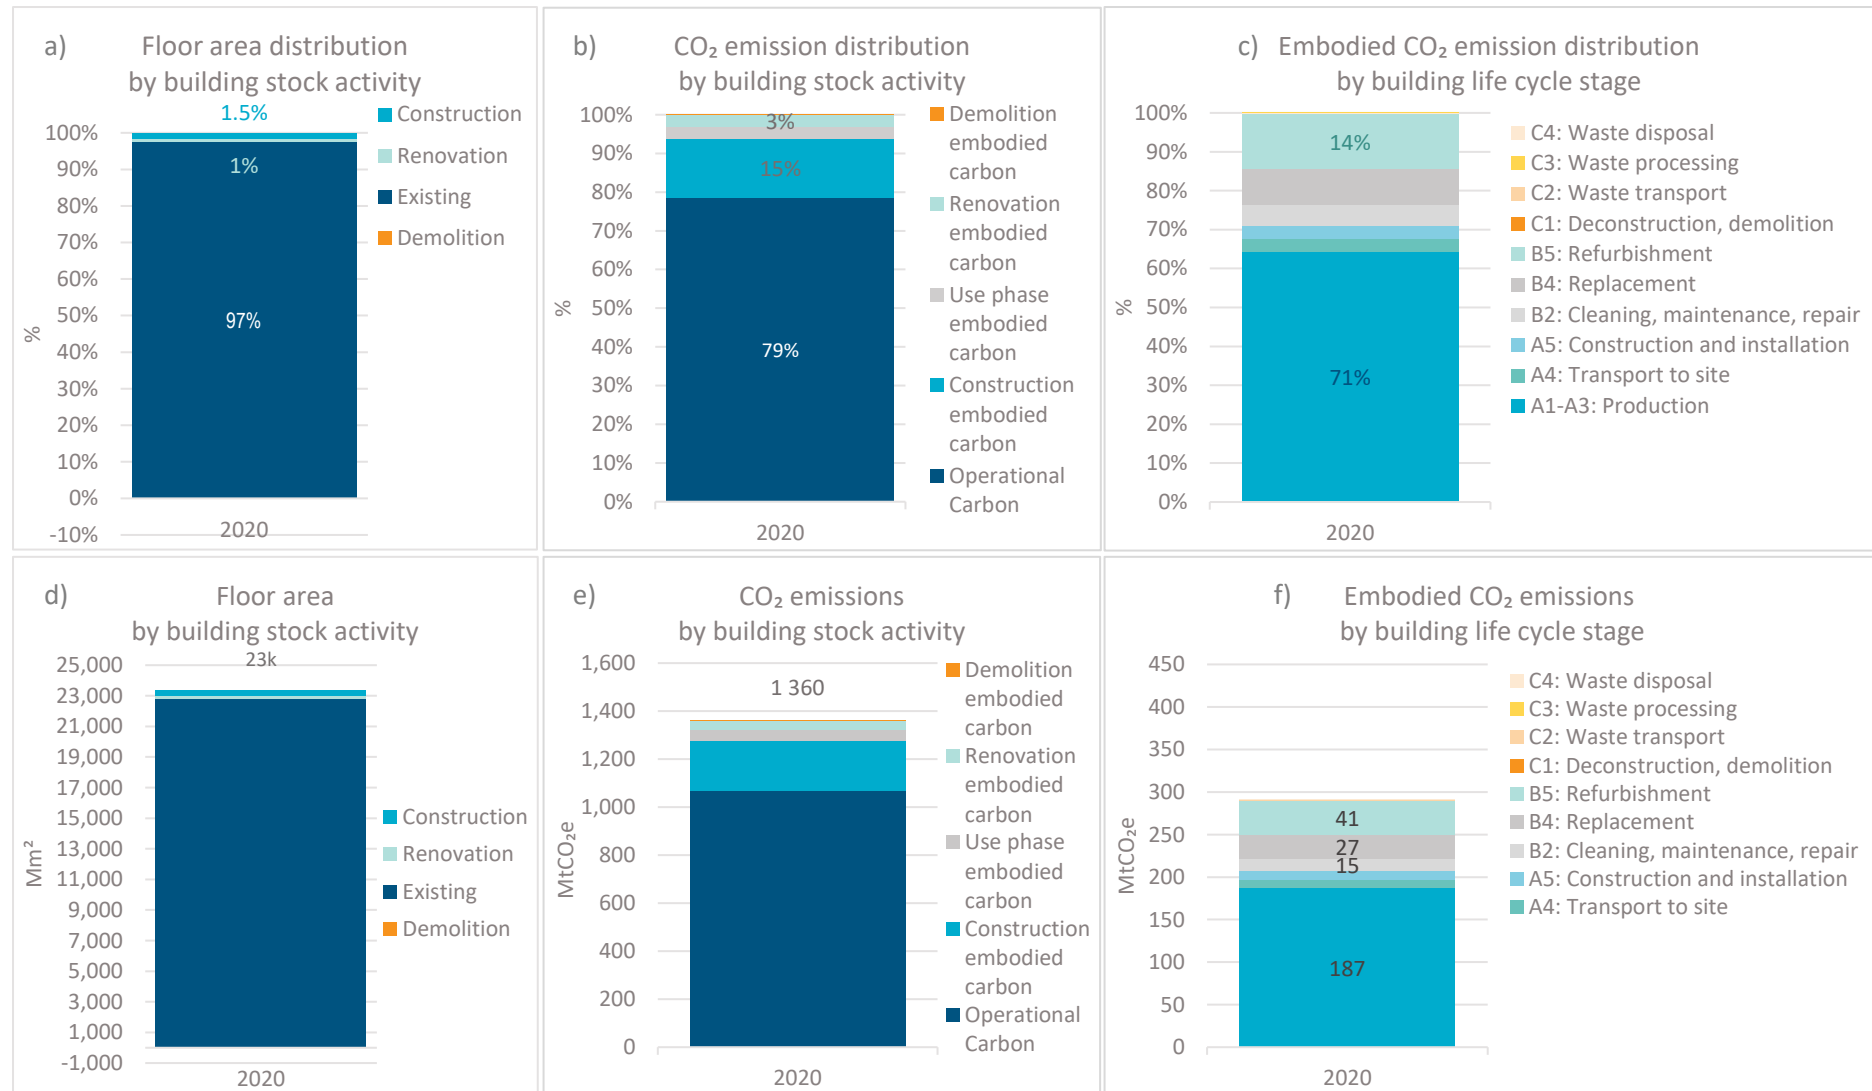 a) Floor area distribution
by building stock activity
1.5%
100%
90%
80%
70%
60%
50%
40%
30%
20%
10%
0%
-10%
%
1%
97%
2020
Construction
Renovation
Existing
Demolition
b) CO₂ emission distribution
by building stock activity
100%
90%
80%
70%
60%
50%
40%
30%
20%
10%
0%
%
3%
15%
79%
2020
Demolition
embodied
carbon
Renovation
embodied
carbon
Use phase
embodied
carbon
Construction
embodied
carbon
Operational
Carbon
c) Embodied CO₂ emission distribution
by building life cycle stage
100%
90%
80%
70%
60%
50%
40%
30%
20%
10%
0%
%
14%
71%
2020
C4: Waste disposal
C3: Waste processing
C2: Waste transport
C1: Deconstruction, demolition
B5: Refurbishment
B4: Replacement
B2: Cleaning, maintenance, repair
A5: Construction and installation
A4: Transport to site
A1-A3: Production
d) Floor area
by building stock activity
23k
25,000
23,000
21,000
19,000
17,000
15,000
13,000
11,000
9,000
7,000
5,000
3,000
1,000
-1,000
Mm²
2020
Construction
Renovation
Existing
Demolition
e) CO₂ emissions
by building stock activity
1,600
1,400
1,200
1,000
800
600
400
200
0
MtCO₂e
1 360
2020
Demolition
embodied
carbon
Renovation
embodied
carbon
Use phase
embodied
carbon
Construction
embodied
carbon
Operational
Carbon
f) Embodied CO₂ emissions
by building life cycle stage
450
400
350
300
250
200
150
100
50
0
MtCO₂e
41
27
15
187
2020
C4: Waste disposal
C3: Waste processing
C2: Waste transport
C1: Deconstruction, demolition
B5: Refurbishment
B4: Replacement
B2: Cleaning, maintenance, repair
A5: Construction and installation
A4: Transport to site